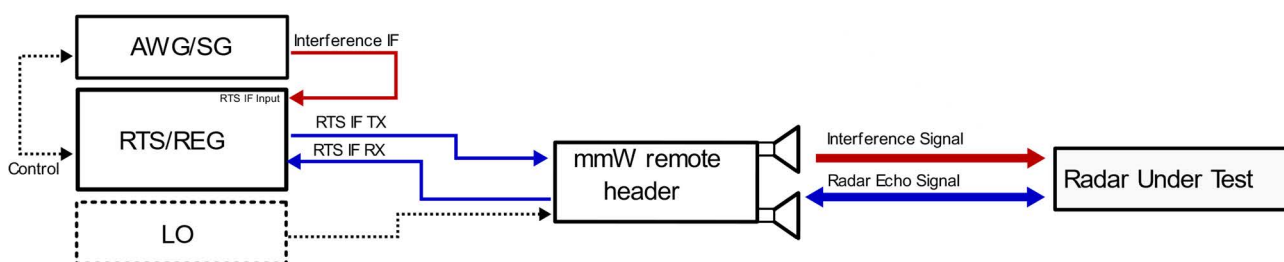 AWG/SG
Interference IF
RTS IF Input
RTS/REG
RTS IF TX
RTS IF RX
Control
LO
mmW remote
header
Interference Signal
Radar Echo Signal
Radar Under Test